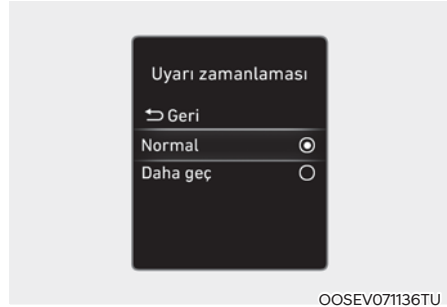 Uyarı zamanlaması
Geri
Normal
Daha geç
OOSEV071136TU